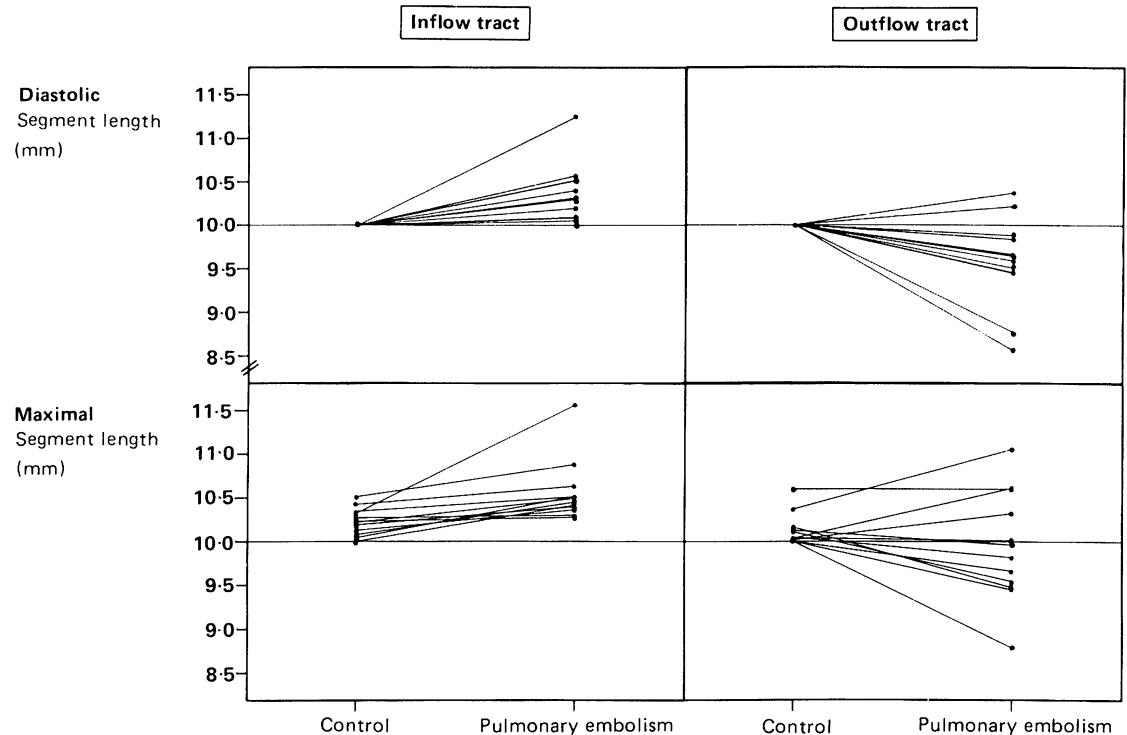 Inflow tract
Outflow tract
Diastolic
Segment length
(mm)
11·5
11·0
10·5
10·0
9·5
9·0
8·5
Maximal
Segment length
(mm)
11·5
11·0
10·5
10·0
9·5
9·0
8·5
Control
Pulmonary embolism
Control
Pulmonary embolism